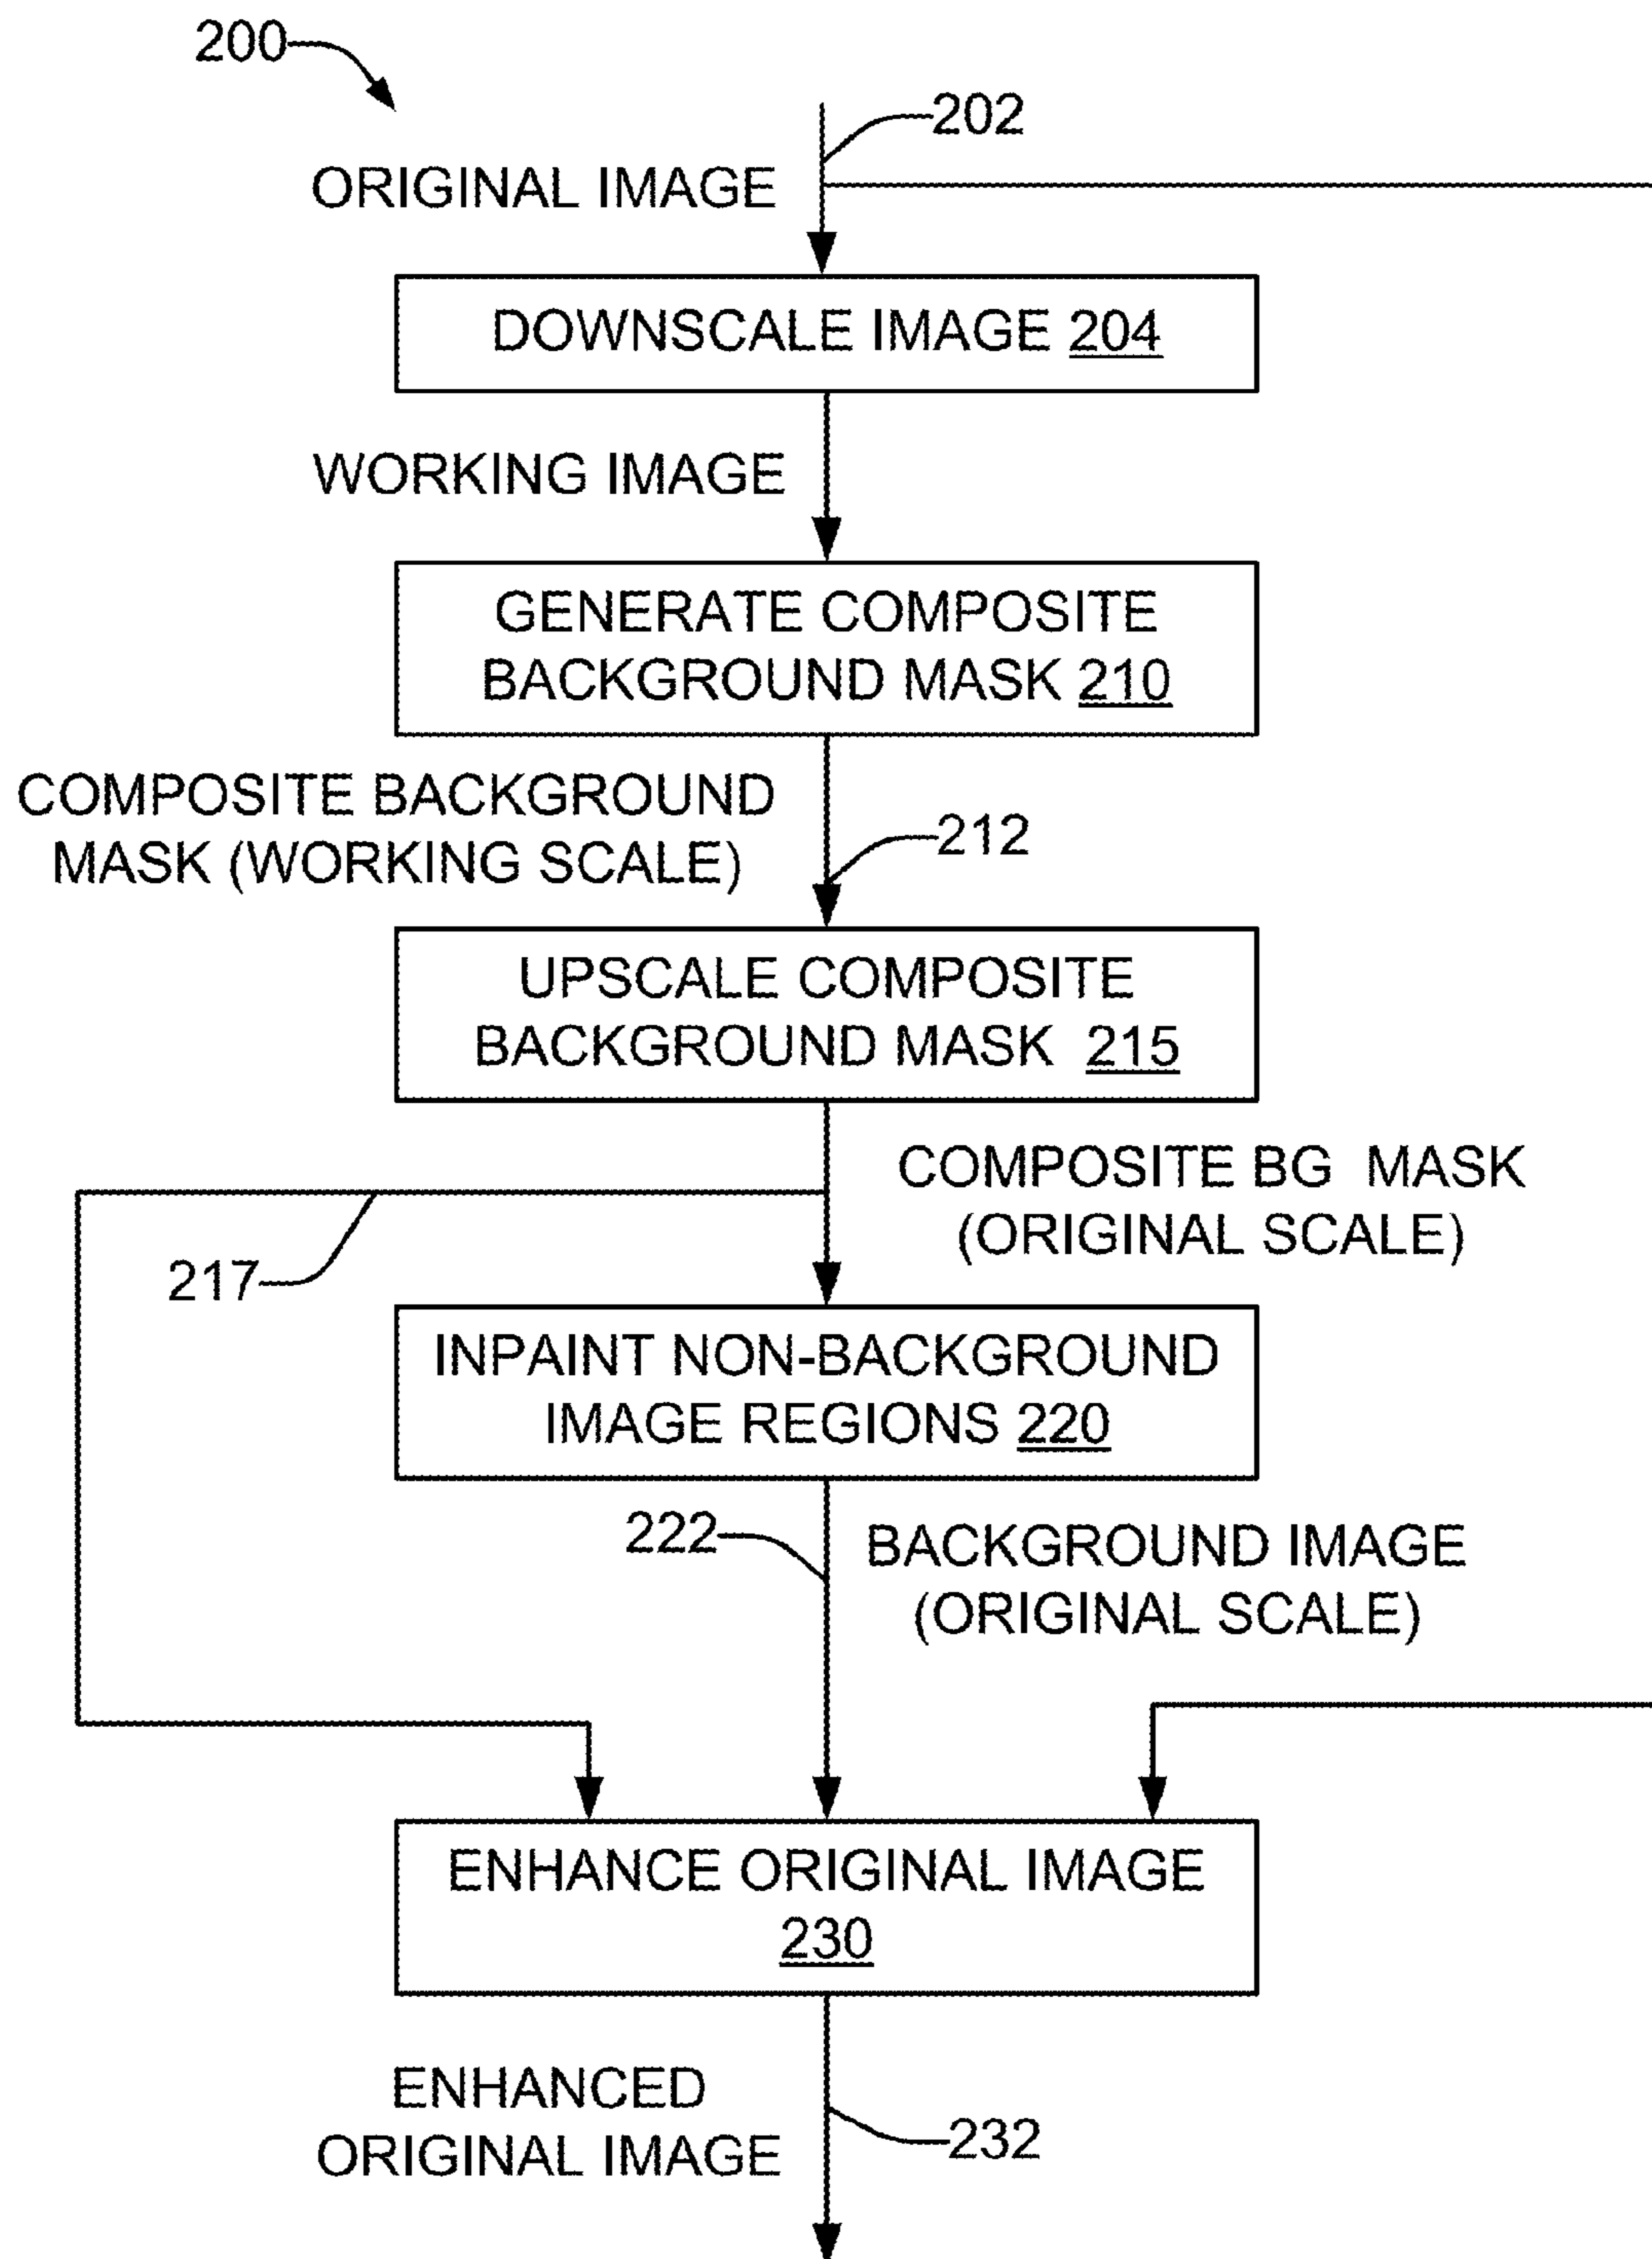 200
202
ORIGINAL IMAGE
DOWNSCALE IMAGE 204
WORKING IMAGE
GENERATE COMPOSITE
BACKGROUND MASK 210
COMPOSITE BACKGROUND
MASK (WORKING SCALE)
212
UPSCALE COMPOSITE
BACKGROUND MASK 215
COMPOSITE BG MASK
(ORIGINAL SCALE)
217
INPAINT NON-BACKGROUND
IMAGE REGIONS 220
222
BACKGROUND IMAGE
(ORIGINAL SCALE)
ENHANCE ORIGINAL IMAGE
230
ENHANCED
ORIGINAL IMAGE
232